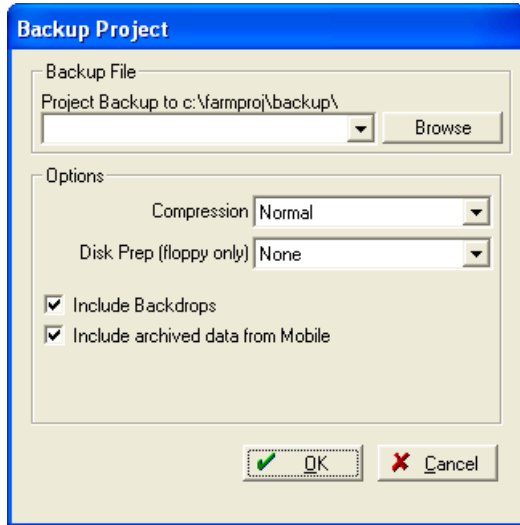 Backup Project
Backup File
Project Backup to c:\farmproj\backup\
Browse
Options
Compression Normal
Disk Prep (floppy only) None
Include Backdrops
Include archived data from Mobile
OK Cancel